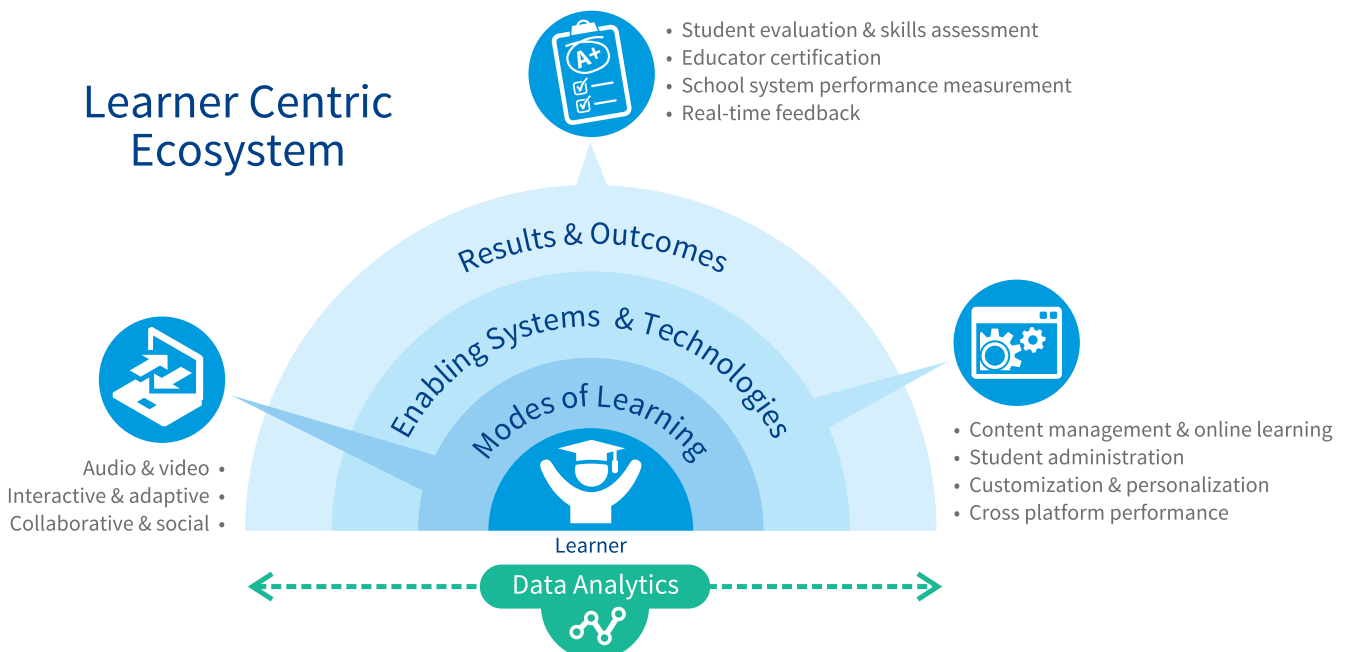 Learner Centric
Ecosystem
A+
• Student evaluation & skills assessment
• Educator certification
• School system performance measurement
• Real-time feedback
Results & Outcomes
Enabling Systems & Technologies
Modes of Learning
Audio & video •
Interactive & adaptive •
Collaborative & social •
• Content management & online learning
• Student administration
• Customization & personalization
• Cross platform performance
Learner
Data Analytics